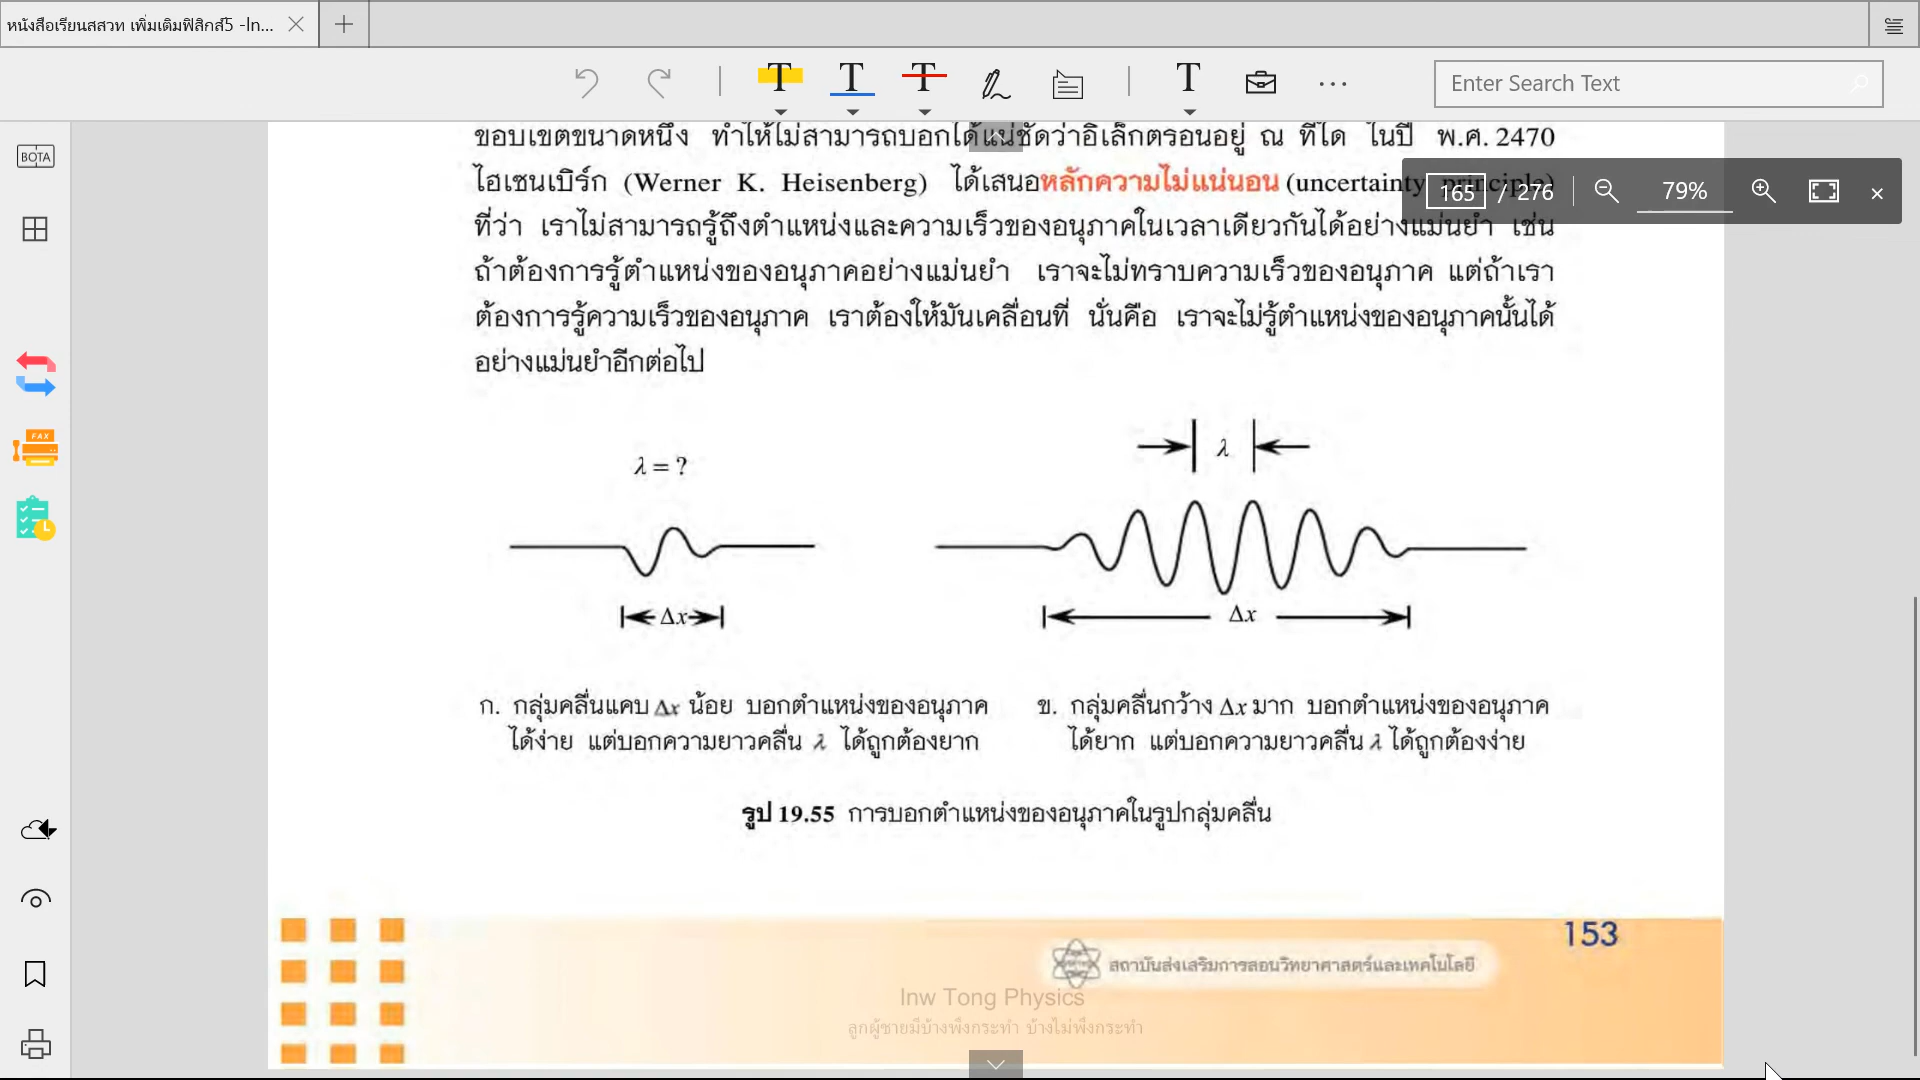 หนังสือเรียนสสวท เพิ่มเติมฟิสิกส์5 -In...
T T T T
Enter Search Text
BOTA
ขอบเขตขนาดหนึ่ง ทำให้ไม่สามารถบอกได้แน่ชัดว่าอิเล็กตรอนอยู่ ณ ที่ใด ในปี พ.ศ. 2470
ไฮเซนเบิร์ก (Werner K. Heisenberg) ได้เสนอหลักความไม่แน่นอน (uncertainty principle)
165 / 276 79%
ที่ว่า เราไม่สามารถรู้ถึงตำแหน่งและความเร็วของอนุภาคในเวลาเดียวกันได้อย่างแม่นยำ เช่น
ถ้าต้องการรู้ตำแหน่งของอนุภาคอย่างแม่นยำ เราจะไม่ทราบความเร็วของอนุภาค แต่ถ้าเรา
ต้องการรู้ความเร็วของอนุภาค เราต้องให้มันเคลื่อนที่ นั่นคือ เราจะไม่รู้ตำแหน่งของอนุภาคนั้นได้
อย่างแม่นยำอีกต่อไป
FAX
λ = ?
λ
Δx
Δx
ก. กลุ่มคลื่นแคบ Δx น้อย บอกตำแหน่งของอนุภาค
ได้ง่าย แต่บอกความยาวคลื่น λ ได้ถูกต้องยาก
ข. กลุ่มคลื่นกว้าง Δx มาก บอกตำแหน่งของอนุภาค
ได้ยาก แต่บอกความยาวคลื่น λ ได้ถูกต้องง่าย
รูป 19.55 การบอกตำแหน่งของอนุภาคในรูปกลุ่มคลื่น
153
สถาบันส่งเสริมการสอนวิทยาศาสตร์และเทคโนโลยี
Inw Tong Physics
ลูกผู้ชายมีบ้างพึงกระทำ บ้างไม่พึงกระทำ